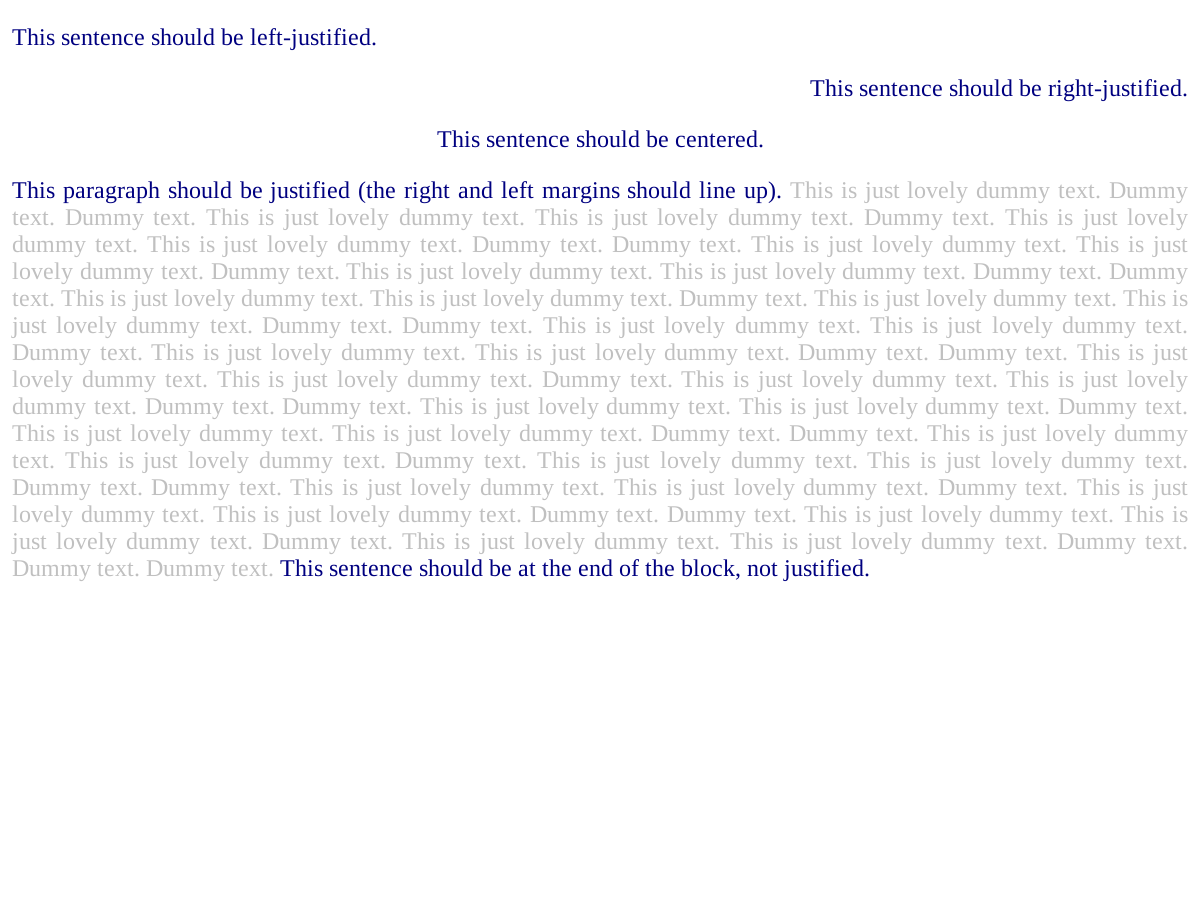 This sentence should be left-justified.
This sentence should be right-justified.
This sentence should be centered.
This paragraph should be justified (the right and left margins should line up). This is just lovely dummy text. Dummy
text. Dummy text. This is just lovely dummy text. This is just lovely dummy text. Dummy text. This is just lovely
dummy text. This is just lovely dummy text. Dummy text. Dummy text. This is just lovely dummy text. This is just
lovely dummy text. Dummy text. This is just lovely dummy text. This is just lovely dummy text. Dummy text. Dummy
text. This is just lovely dummy text. This is just lovely dummy text. Dummy text. This is just lovely dummy text. This is
just lovely dummy text. Dummy text. Dummy text. This is just lovely dummy text. This is just lovely dummy text.
Dummy text. This is just lovely dummy text. This is just lovely dummy text. Dummy text. Dummy text. This is just
lovely dummy text. This is just lovely dummy text. Dummy text. This is just lovely dummy text. This is just lovely
dummy text. Dummy text. Dummy text. This is just lovely dummy text. This is just lovely dummy text. Dummy text.
This is just lovely dummy text. This is just lovely dummy text. Dummy text. Dummy text. This is just lovely dummy
text. This is just lovely dummy text. Dummy text. This is just lovely dummy text. This is just lovely dummy text.
Dummy text. Dummy text. This is just lovely dummy text. This is just lovely dummy text. Dummy text. This is just
lovely dummy text. This is just lovely dummy text. Dummy text. Dummy text. This is just lovely dummy text. This is
just lovely dummy text. Dummy text. This is just lovely dummy text. This is just lovely dummy text. Dummy text.
Dummy text. Dummy text. This sentence should be at the end of the block, not justified.